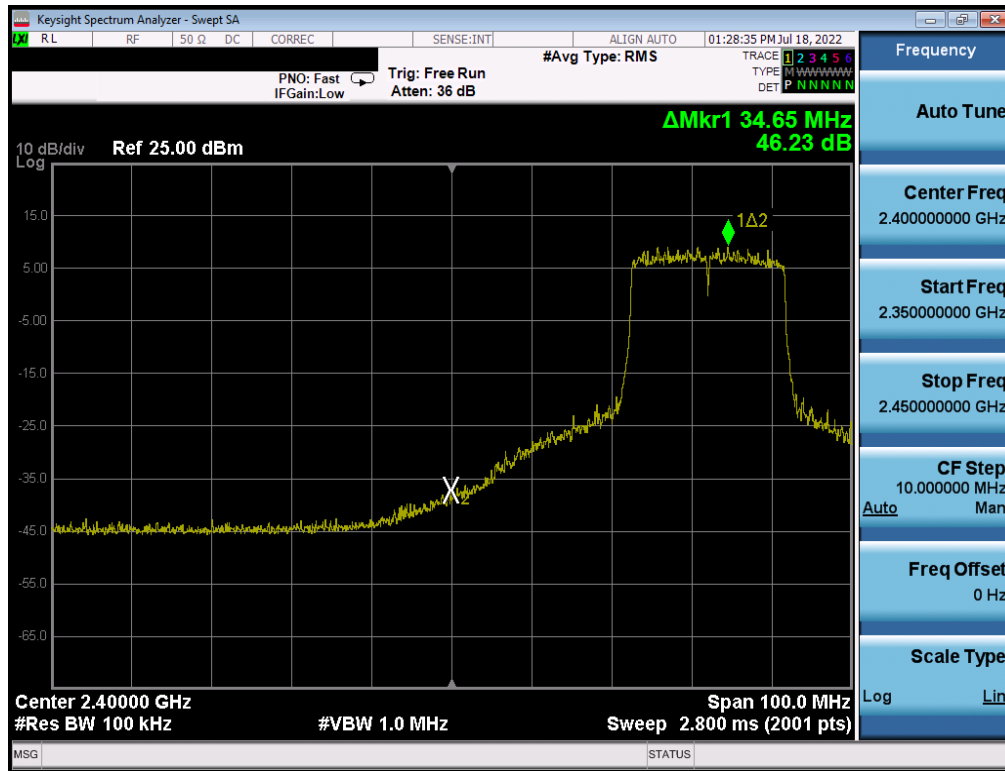 Keysight Spectrum Analyzer - Swept SA
LXI RL RF 50 Ω DC CORREC SENSE:INT ALIGN AUTO 01:28:35 PM Jul 18, 2022
Frequency
#Avg Type: RMS
TRACE 1 2 3 4 5 6
TYPE M WWWWW
DET P N N N N N
PNO: Fast
IFGain:Low
Trig: Free Run
Atten: 36 dB
Auto Tune
ΔMkr1 34.65 MHz
46.23 dB
10 dB/div Ref 25.00 dBm
Log
15.0
5.00
-5.00
-15.0
-25.0
-35.0
-45.0
-55.0
-65.0
1Δ2
X2
Center 2.40000 GHz
Span 100.0 MHz
#Res BW 100 kHz
#VBW 1.0 MHz
Sweep 2.800 ms (2001 pts)
Center Freq
2.400000000 GHz
Start Freq
2.350000000 GHz
Stop Freq
2.450000000 GHz
CF Step
10.000000 MHz
Auto Man
Freq Offset
0 Hz
Scale Type
Log Lin
MSG
STATUS